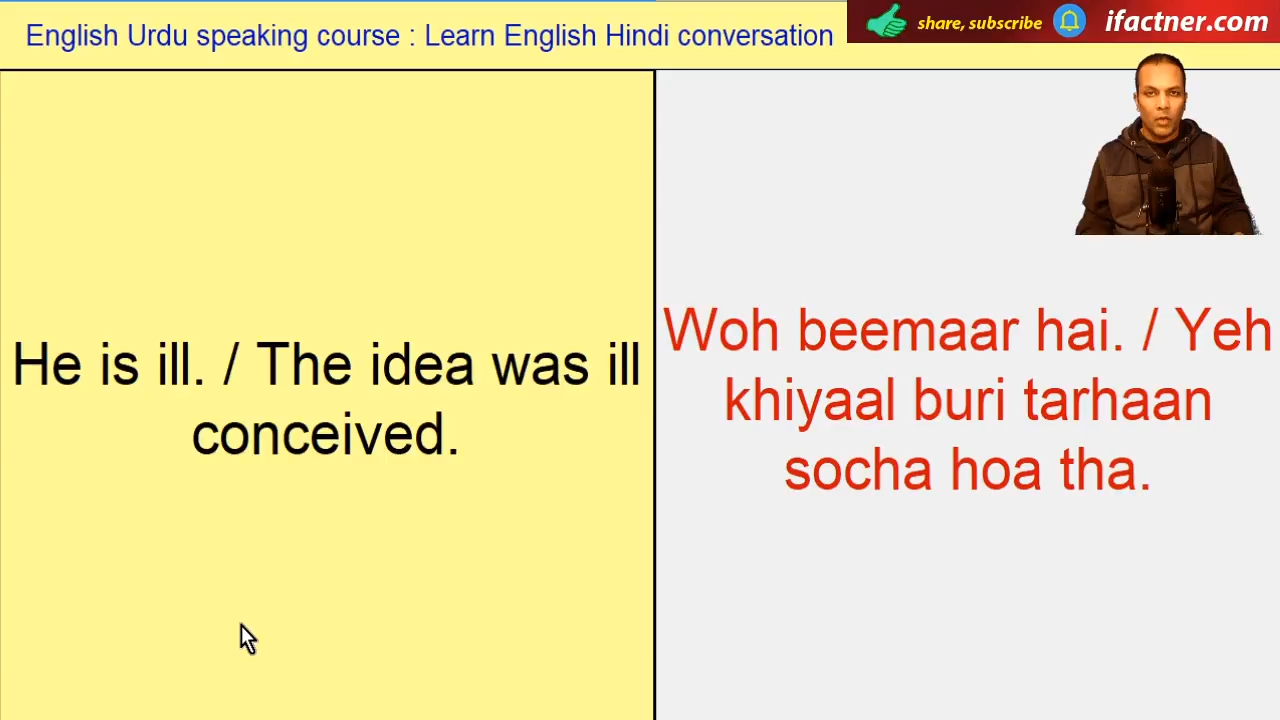 English Urdu speaking course : Learn English Hindi conversation
share, subscribe
ifactner.com
He is ill. / The idea was ill
conceived.
Woh beemaar hai. / Yeh
khiyaal buri tarhaan
socha hoa tha.